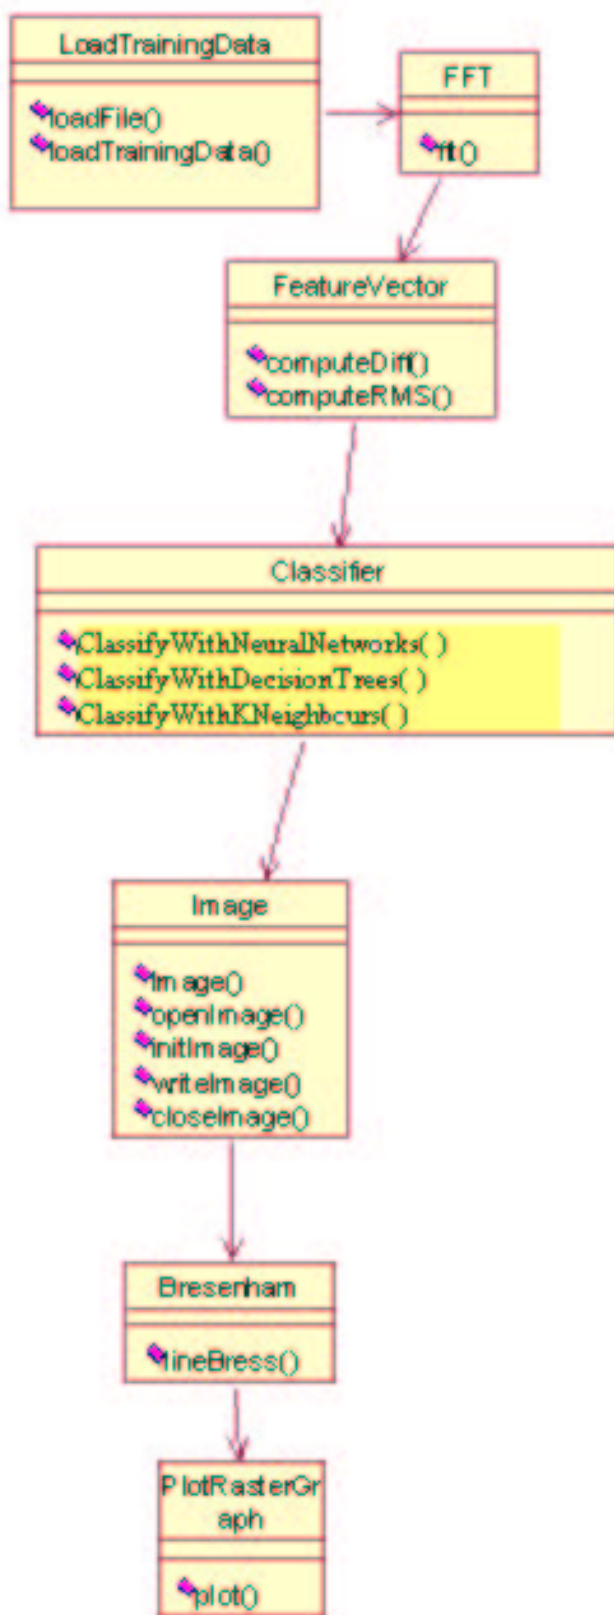 LoadTrainingData
loadFile()
loadTrainingData()
FFT
fft()
FeatureVector
computeDiff()
computeRMS()
Classifier
ClassifyWithNeuralNetworks( )
ClassifyWithDecisionTrees( )
ClassifyWithKNeighbours( )
Image
Image()
openImage()
initImage()
writeImage()
closeImage()
Bresenham
lineBress()
PlotRasterGr
aph
plot()